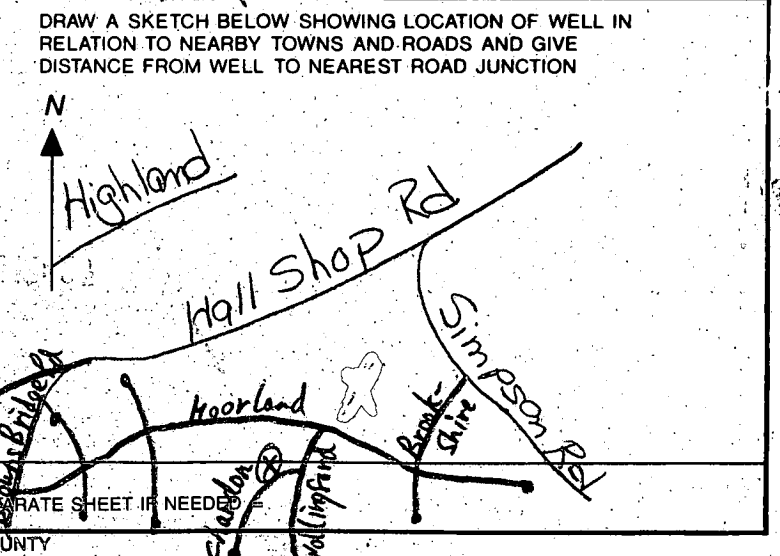 DRAW A SKETCH BELOW SHOWING LOCATION OF WELL IN
RELATION TO NEARBY TOWNS AND ROADS AND GIVE
DISTANCE FROM WELL TO NEAREST ROAD JUNCTION
N
Highland
Hall Shop Rd
Simpson Rd
Moorland
Brook-
shire
RATE SHEET IF NEEDED =
UNTY